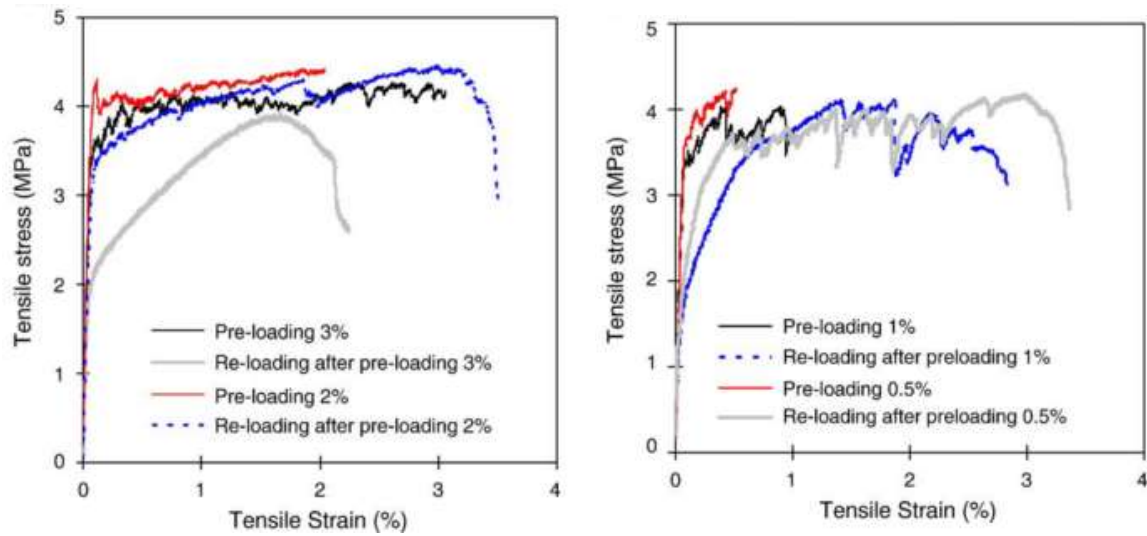 5
4
3
2
1
0
Tensile stress (MPa)
Pre-loading 3%
Re-loading after pre-loading 3%
Pre-loading 2%
Re-loading after pre-loading 2%
0 1 2 3 4
Tensile Strain (%)
5
4
3
2
1
0
Tensile stress (MPa)
Pre-loading 1%
Re-loading after preloading 1%
Pre-loading 0.5%
Re-loading after preloading 0.5%
0 1 2 3 4
Tensile Strain (%)